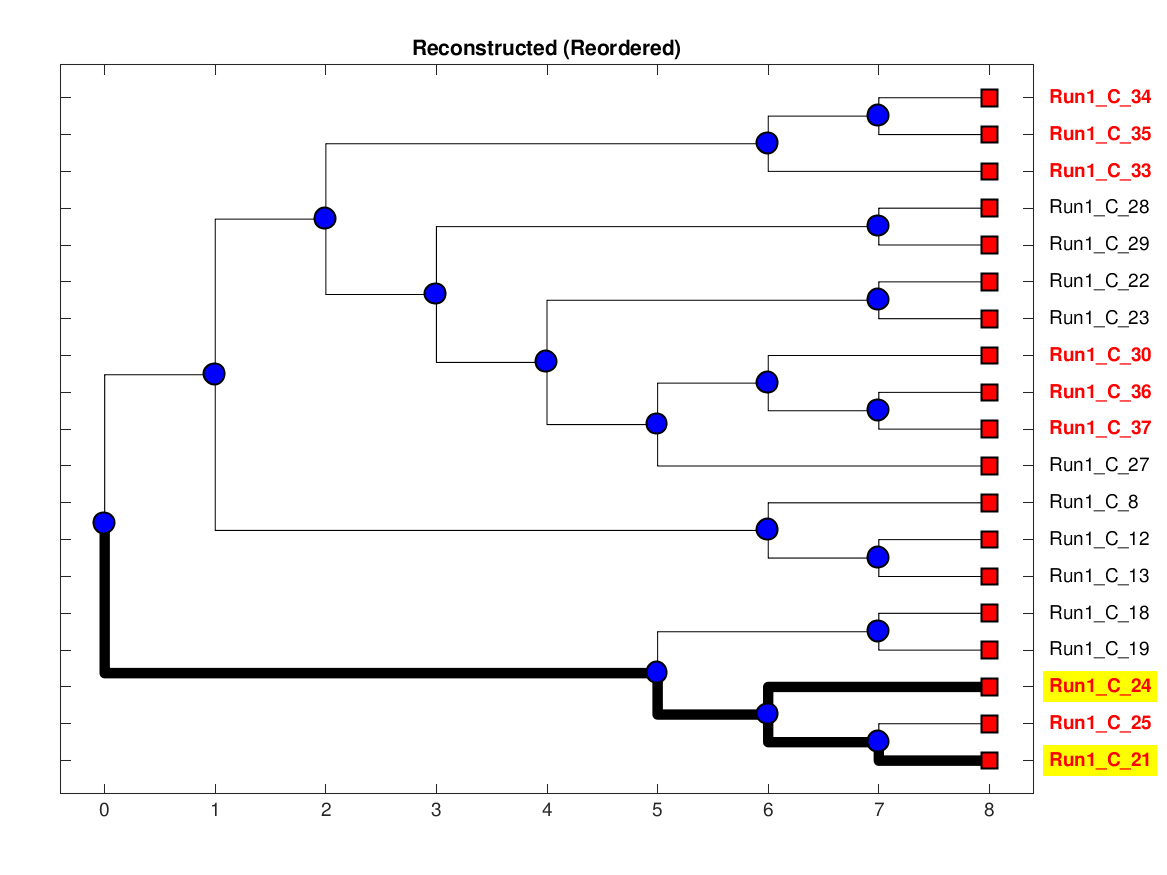 Reconstructed (Reordered)
Run1_C_34
Run1_C_35
Run1_C_33
Run1_C_28
Run1_C_29
Run1_C_22
Run1_C_23
Run1_C_30
Run1_C_36
Run1_C_37
Run1_C_27
Run1_C_8
Run1_C_12
Run1_C_13
Run1_C_18
Run1_C_19
Run1_C_24
Run1_C_25
Run1_C_21
0 1 2 3 4 5 6 7 8